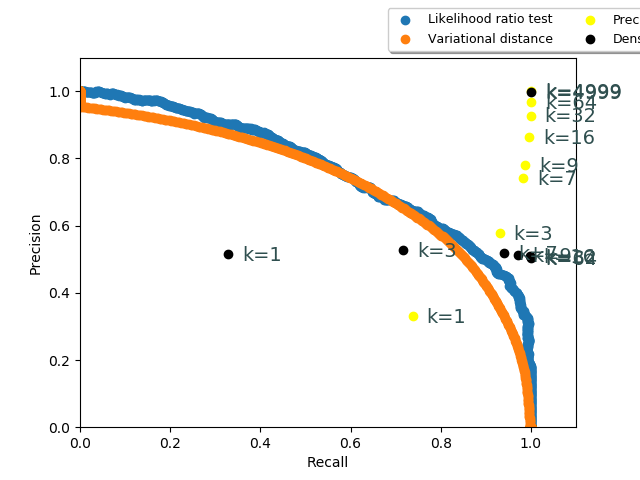 Likelihood ratio test
Variational distance
k=4999
k=64
k=32
k=16
k=9
k=7
k=3
k=1
k=1
k=3
k=7
1.0
0.8
0.6
0.4
0.2
0.0
Precision
0.0 0.2 0.4 0.6 0.8 1.0
Recall